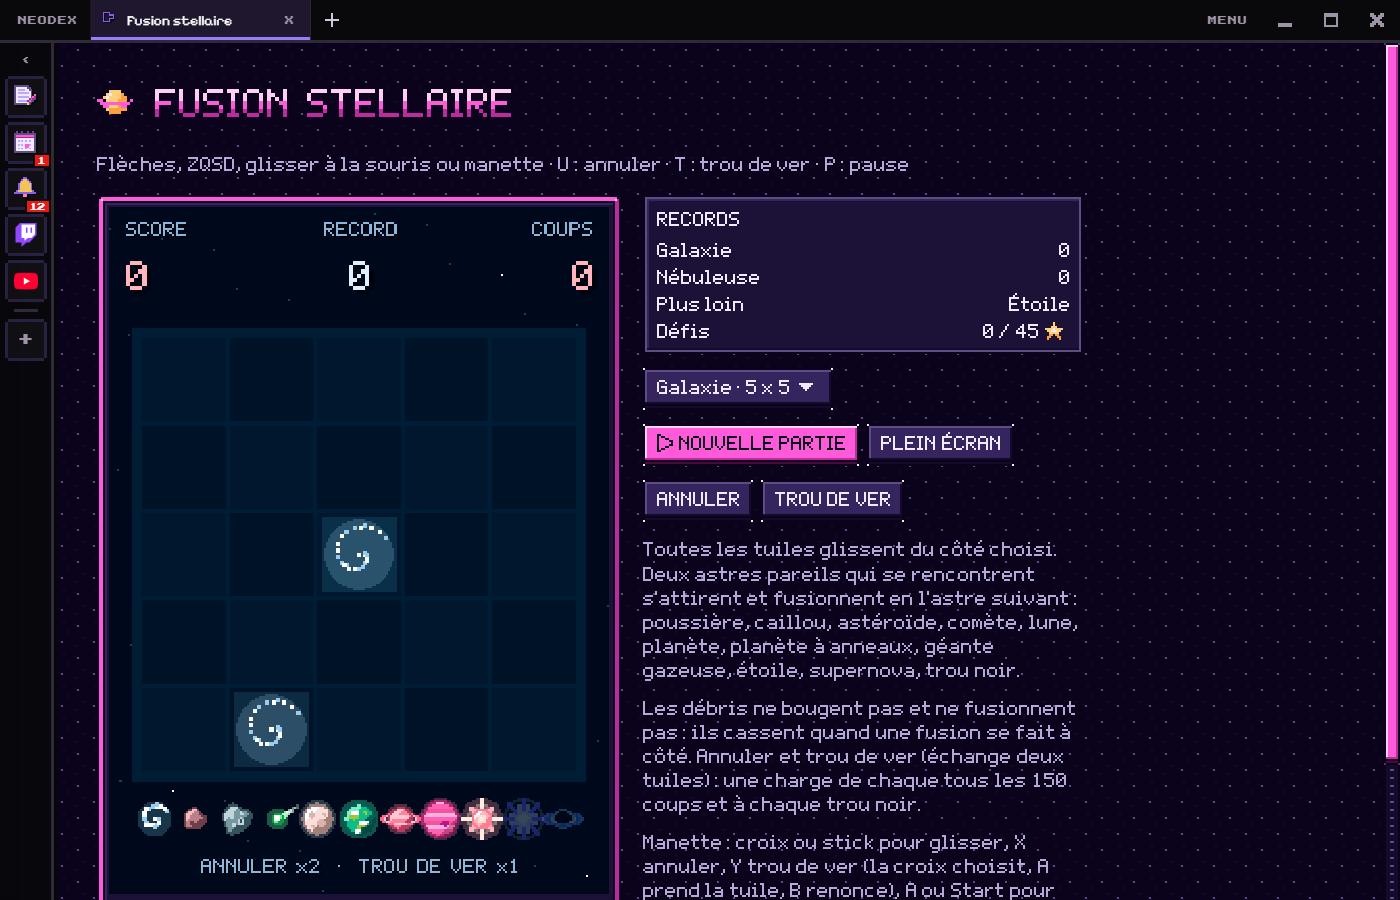 NEODEX
Fusion stellaire
MENU
1
12
FUSION STELLAIRE
Flèches, ZQSD, glisser à la souris ou manette · U : annuler · T : trou de ver · P : pause
SCORE RECORD COUPS
0 0 0
ANNULER x2 · TROU DE VER x1
RECORDS
Galaxie 0
Nébuleuse 0
Plus loin Étoile
Défis 0 / 45
Galaxie · 5 x 5
NOUVELLE PARTIE
PLEIN ÉCRAN
ANNULER
TROU DE VER
Toutes les tuiles glissent du côté choisi.
Deux astres pareils qui se rencontrent
s'attirent et fusionnent en l'astre suivant :
poussière, caillou, astéroïde, comète, lune,
planète, planète à anneaux, géante
gazeuse, étoile, supernova, trou noir.
Les débris ne bougent pas et ne fusionnent
pas : ils cassent quand une fusion se fait à
côté. Annuler et trou de ver (échange deux
tuiles) : une charge de chaque tous les 150
coups et à chaque trou noir.
Manette : croix ou stick pour glisser, X
annuler, Y trou de ver (la croix choisit, A
prend la tuile, B renonce), A ou Start pour